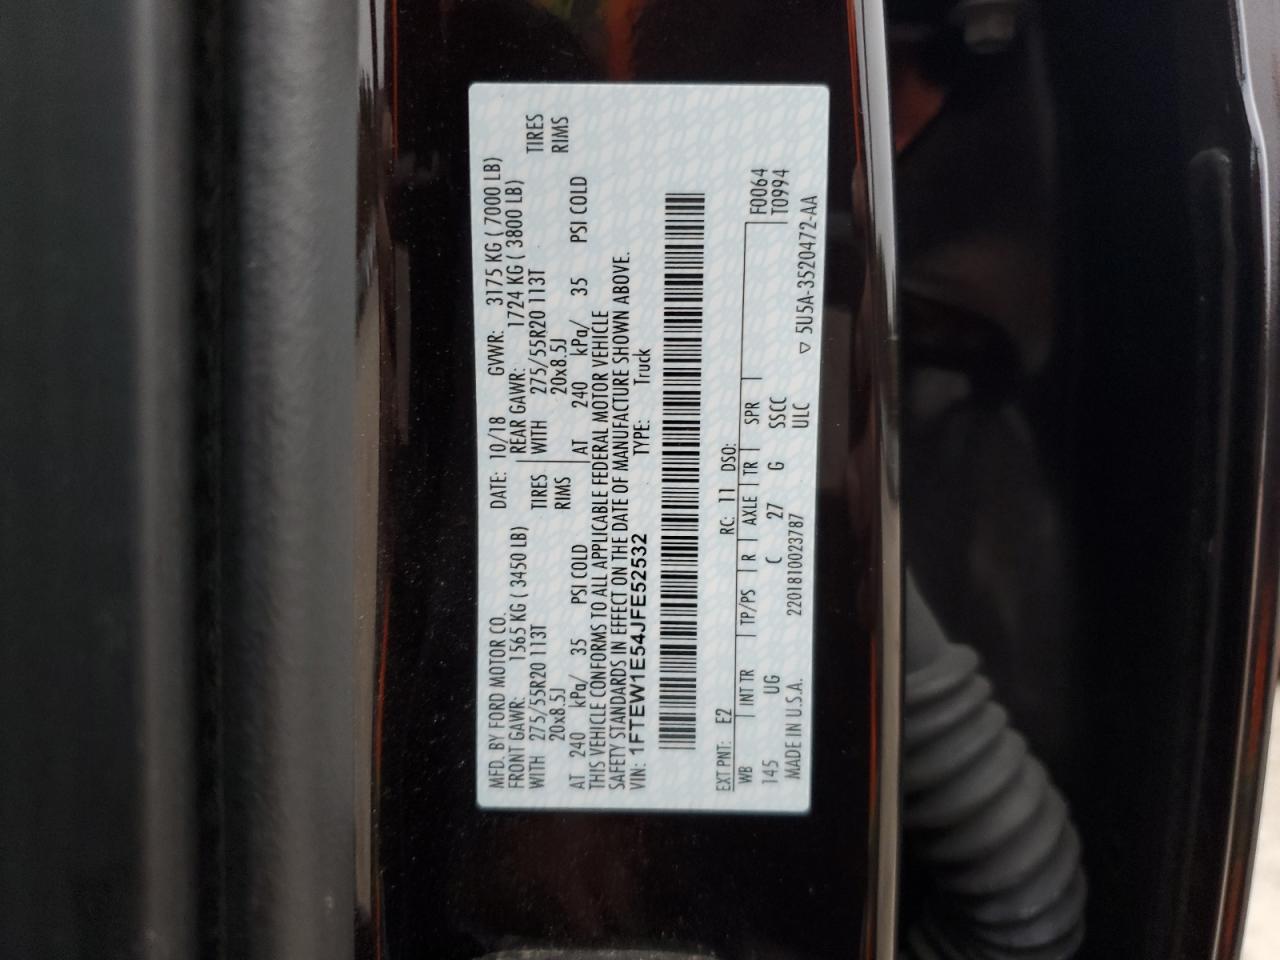 MFD. BY FORD MOTOR CO. DATE: 10/18 GVWR: 3175 KG ( 7000 LB)
FRONT GAWR: 1565 KG ( 3450 LB) REAR GAWR: 1724 KG ( 3800 LB)
WITH 275/55R20 113T TIRES WITH 275/55R20 113T TIRES
20x8.5J RIMS 20x8.5J RIMS
AT 240 kPa/ 35 PSI COLD AT 240 kPa/ 35 PSI COLD
THIS VEHICLE CONFORMS TO ALL APPLICABLE FEDERAL MOTOR VEHICLE
SAFETY STANDARDS IN EFFECT ON THE DATE OF MANUFACTURE SHOWN ABOVE.
VIN: 1FTEW1E54JFE52532 TYPE: Truck
EXT PNT: E2 RC: 11 DSO:
WB INT TR TP/PS R AXLE TR SPR F0064
145 UG C 27 G SSCC T0994
MADE IN U.S.A. 2201810023787 ULC
▽ 5U5A-3520472-AA